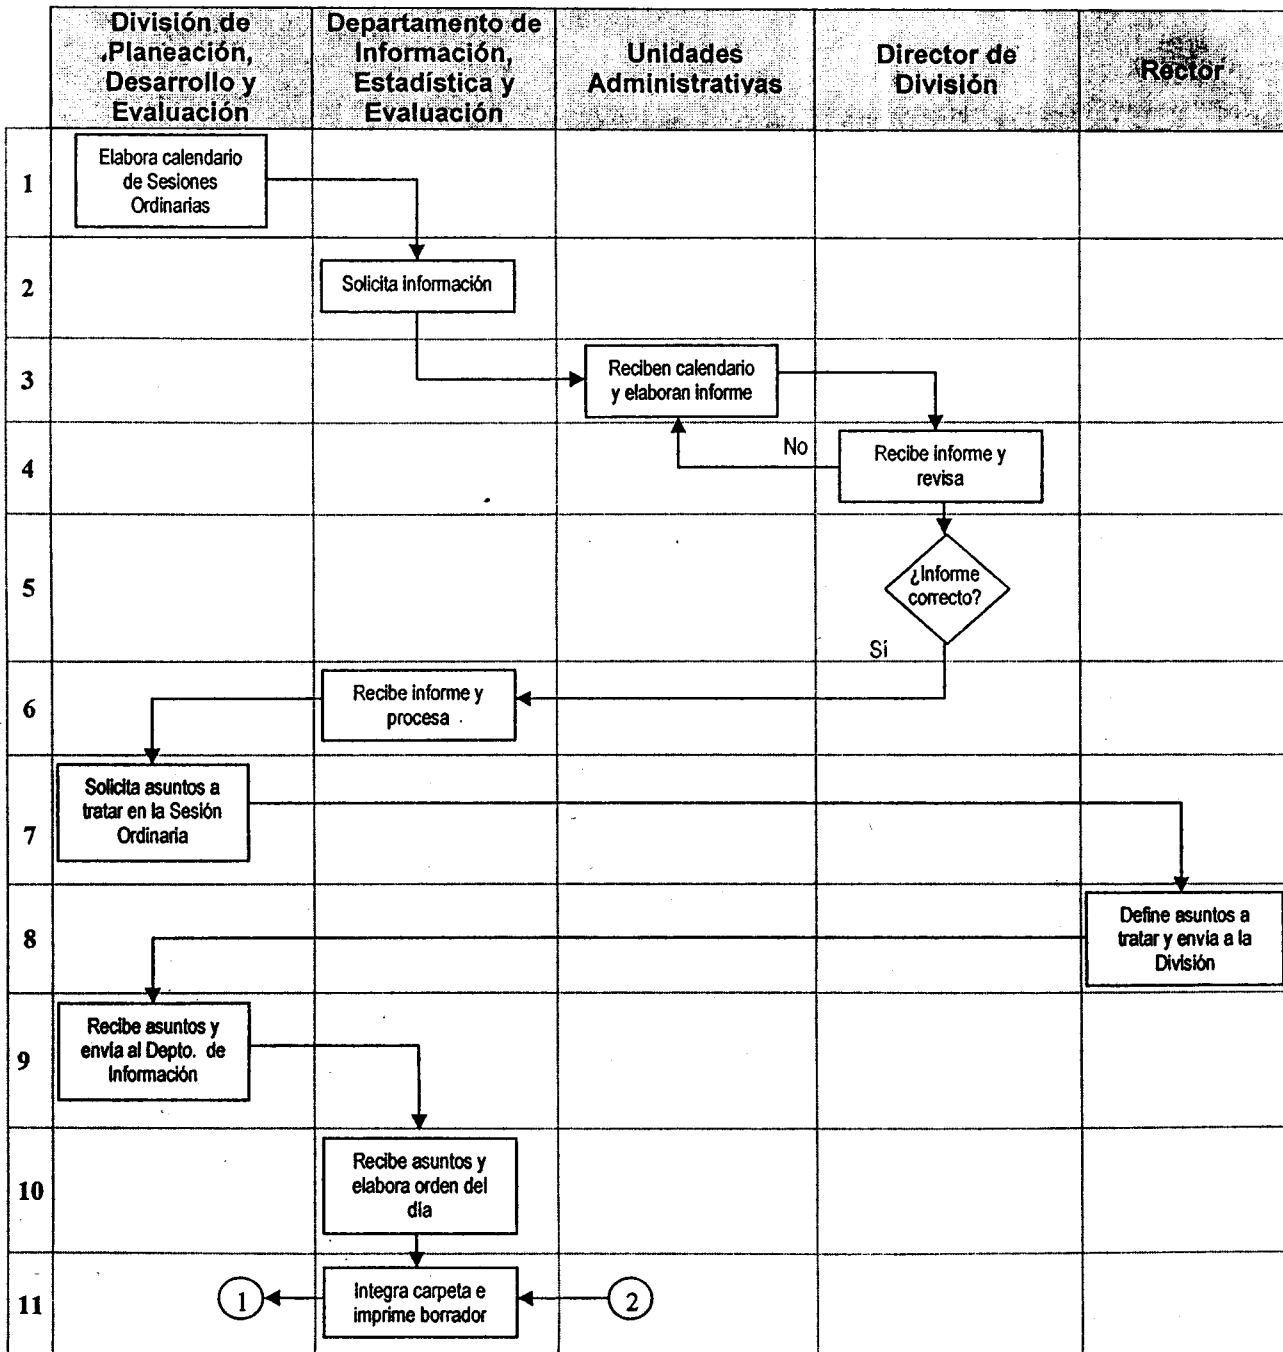 División de
Planeación,
Desarrollo y
Evaluación
Departamento de
Información,
Estadística y
Evaluación
Unidades
Administrativas
Director de
División
Rector
1
Elabora calendario
de Sesiones
Ordinarias
2
Solicita información
3
Reciben calendario
y elaboran informe
4
No
Recibe informe y
revisa
5
¿Informe
correcto?
Sí
6
Recibe informe y
procesa
7
Solicita asuntos a
tratar en la Sesión
Ordinaria
8
Define asuntos a
tratar y envía a la
División
9
Recibe asuntos y
envía al Depto. de
Información
10
Recibe asuntos y
elabora orden del
día
11
1
Integra carpeta e
imprime borrador
2